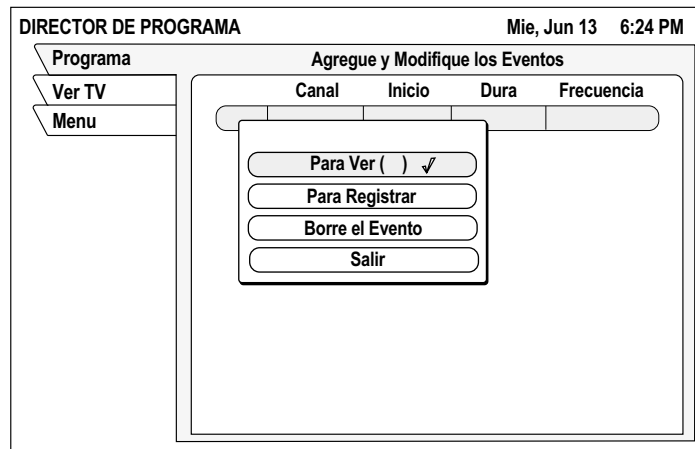 DIRECTOR DE PROGRAMA Mie, Jun 13 6:24 PM
Programa
Agregue y Modifique los Eventos
Ver TV
Canal Inicio Dura Frecuencia
Menu
Para Ver ( ) √
Para Registrar
Borre el Evento
Salir